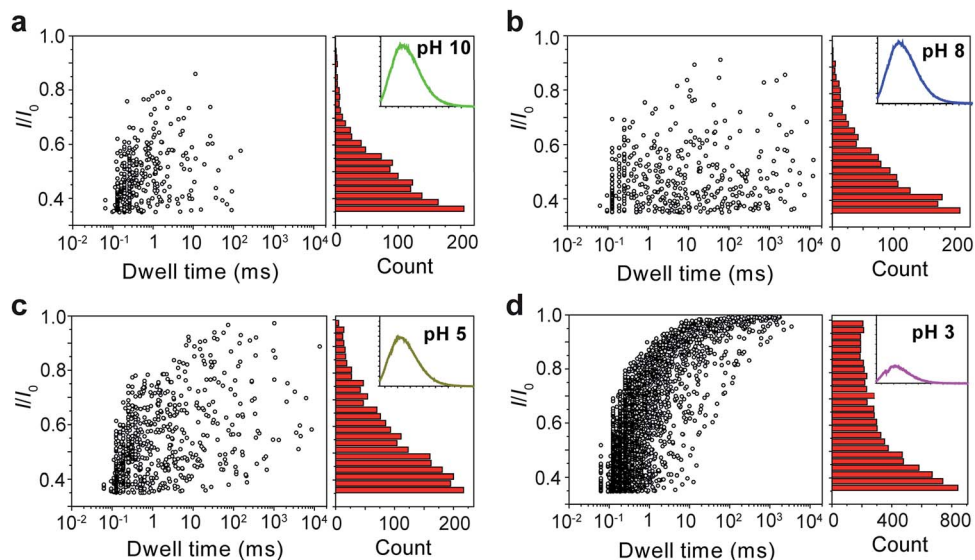 a
1.0
0.8
0.6
0.4
I/I₀
10⁻² 10⁻¹ 1 10¹ 10² 10³ 10⁴
Dwell time (ms)
pH 10
0 100 200
Count
b
1.0
0.8
0.6
0.4
I/I₀
10⁻² 10⁻¹ 1 10¹ 10² 10³ 10⁴
Dwell time (ms)
pH 8
0 100 200
Count
c
1.0
0.8
0.6
0.4
I/I₀
10⁻² 10⁻¹ 1 10¹ 10² 10³ 10⁴
Dwell time (ms)
pH 5
0 100 200
Count
d
1.0
0.8
0.6
0.4
I/I₀
10⁻² 10⁻¹ 1 10¹ 10² 10³ 10⁴
Dwell time (ms)
pH 3
0 400 800
Count